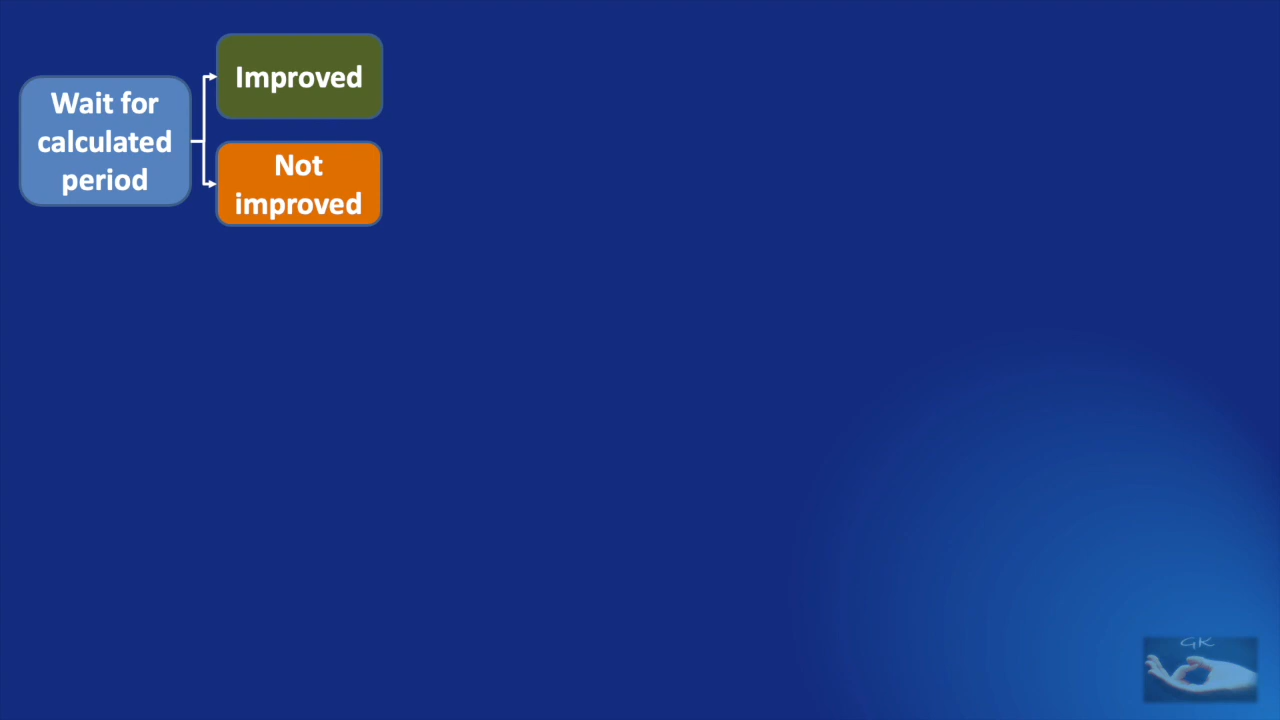 Wait for
calculated
period
Improved
Not
improved
GK